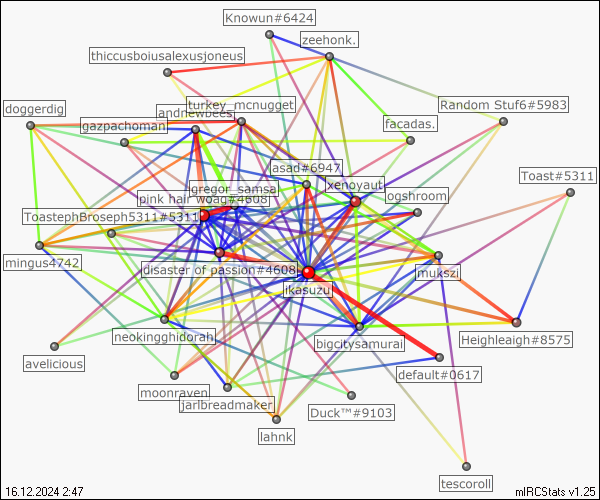 Knowun#6424
zeehonk.
thiccusboiusalexusjoneus
doggerdig
turkey_mcnugget
andnewbees
Random Stuf6#5983
gazpachoman
facadas.
asad#6947
Toast#5311
gregor_samsa
xenoyaut
pink hair woag#4608
ogshroom
ToastephBroseph5311#5311
mingus4742
disaster of passion#4608
mukszi
ikasuzu
neokingghidorah
bigcitysamurai
Heighleaigh#8575
avelicious
default#0617
moonraven
jarlbreadmaker
Duck™#9103
lahnk
tescoroll
16.12.2024 2:47
mIRCStats v1.25